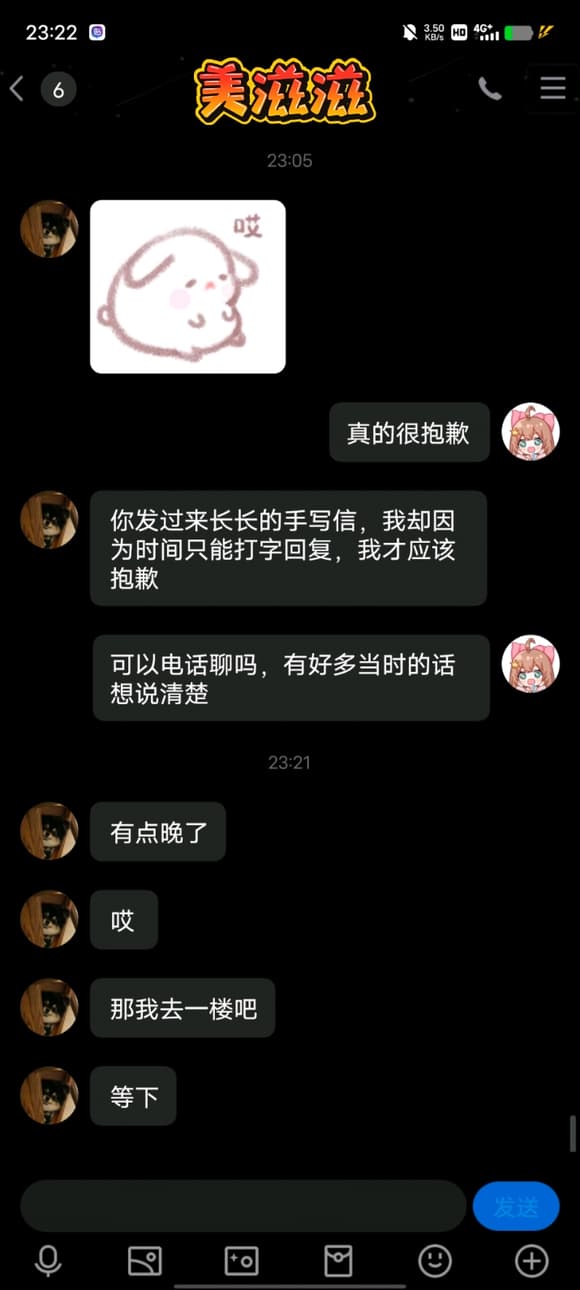 23:22
3.50
KB/s
HD
4G+
6
美滋滋
23:05
哎
真的很抱歉
你发过来长长的手写信，我却因
为时间只能打字回复，我才应该
抱歉
可以电话聊吗，有好多当时的话
想说清楚
23:21
有点晚了
哎
那我去一楼吧
等下
发送